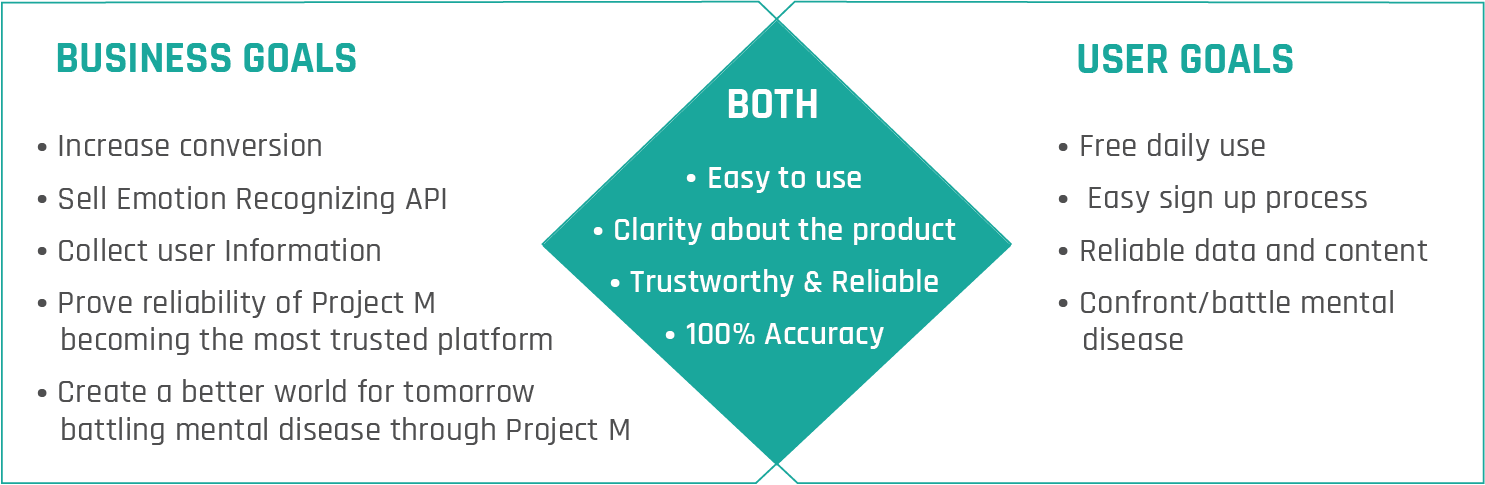 BUSINESS GOALS
• Increase conversion
• Sell Emotion Recognizing API
• Collect user Information
• Prove reliability of Project M
becoming the most trusted platform
• Create a better world for tomorrow
battling mental disease through Project M
BOTH
• Easy to use
• Clarity about the product
• Trustworthy & Reliable
• 100% Accuracy
USER GOALS
• Free daily use
• Easy sign up process
• Reliable data and content
• Confront/battle mental
disease